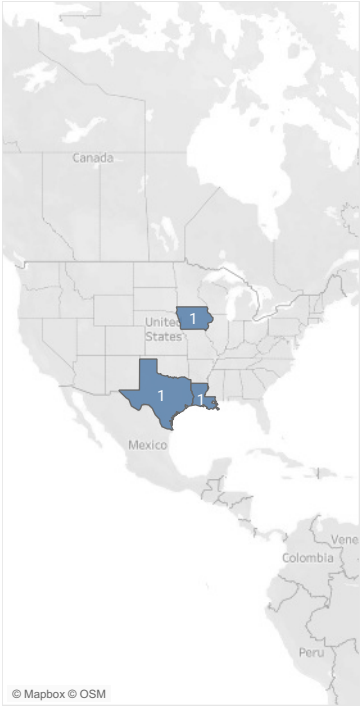 Canada
1
United
States
1
1
Mexico
Vene
Colombia
Peru
© Mapbox © OSM